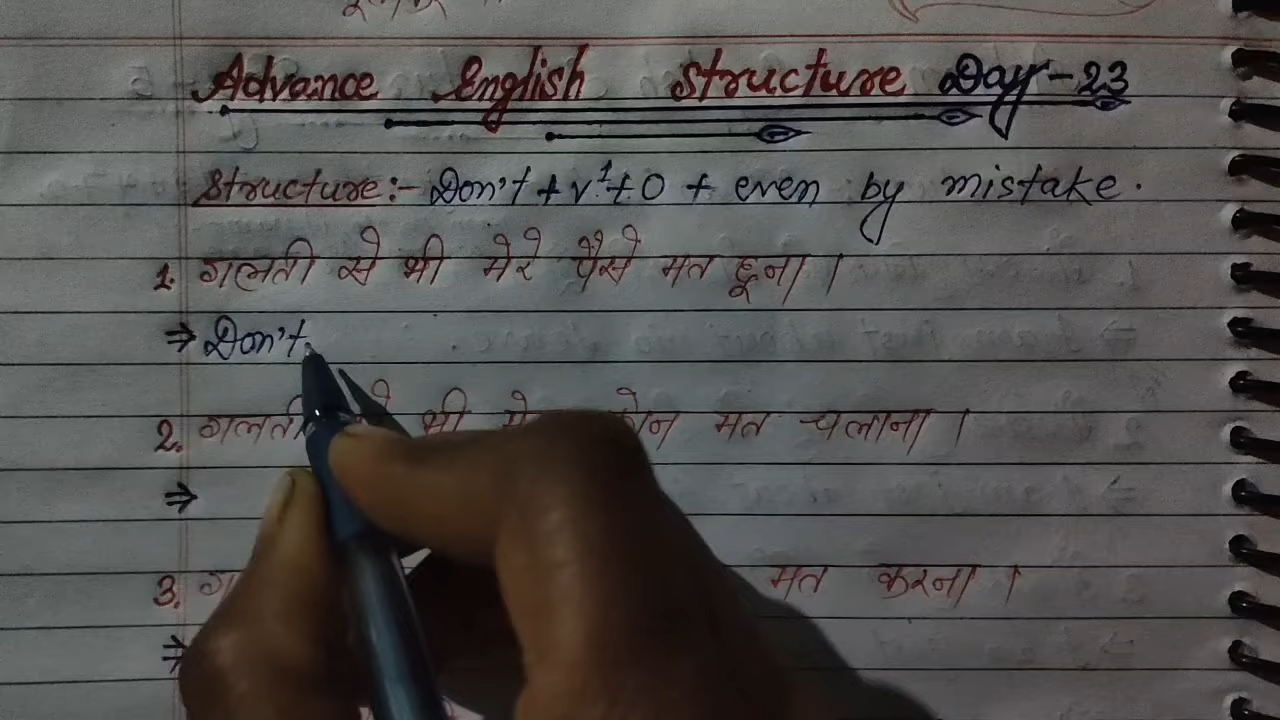 Advance English Structure Day-23
Structure:- Don't + v¹ + O + even by mistake.
1. गलती से भी मेरे पैसे मत छूना।
⇒ Don't
2. गलती भी मत चलाना।
⇒
3. मत करना।
⇒